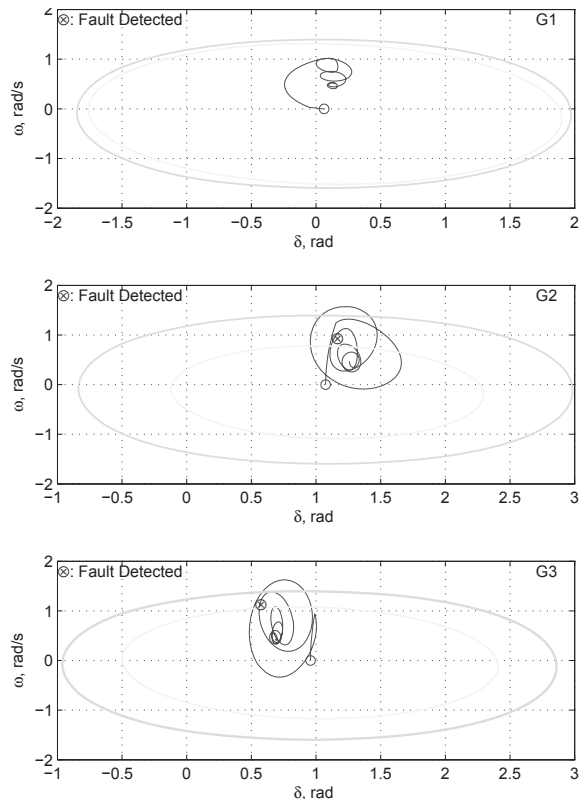 ⊗: Fault Detected G1
2
1
0
−1
−2
ω, rad/s
−2 −1.5 −1 −0.5 0 0.5 1 1.5 2
δ, rad
⊗: Fault Detected G2
2
1
0
−1
−2
ω, rad/s
−1 −0.5 0 0.5 1 1.5 2 2.5 3
δ, rad
⊗: Fault Detected G3
2
1
0
−1
−2
ω, rad/s
−1 −0.5 0 0.5 1 1.5 2 2.5 3
δ, rad